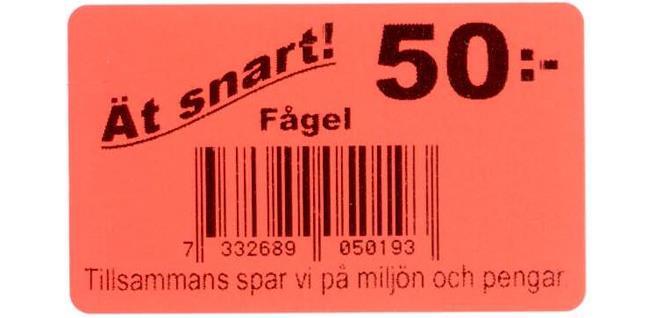 Ät snart! 50:-
Fågel
7 332689 050193
Tillsammans spar vi på miljön och pengar